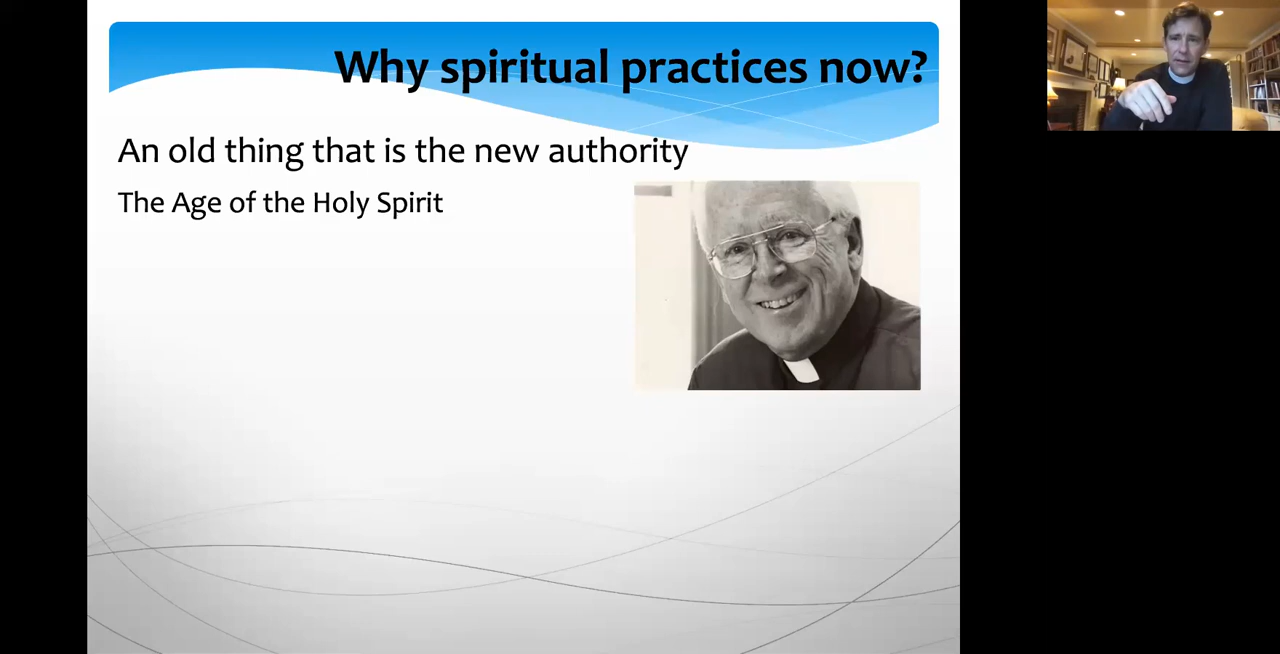 Why spiritual practices now?
An old thing that is the new authority
The Age of the Holy Spirit